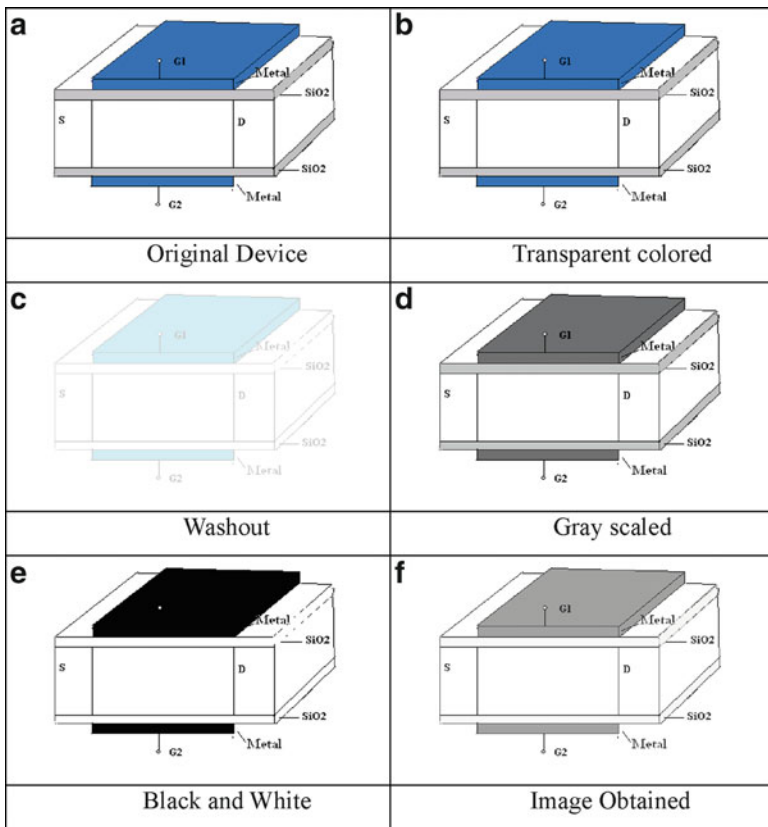 a
G1
Metal
SiO2
S
D
SiO2
Metal
G2
Original Device
b
G1
Metal
SiO2
S
D
SiO2
Metal
G2
Transparent colored
c
G1
Metal
SiO2
S
D
SiO2
Metal
G2
Washout
d
G1
Metal
SiO2
S
D
SiO2
Metal
G2
Gray scaled
e
Metal
SiO2
S
D
SiO2
Metal
G2
Black and White
f
G1
Metal
SiO2
S
D
SiO2
Metal
G2
Image Obtained